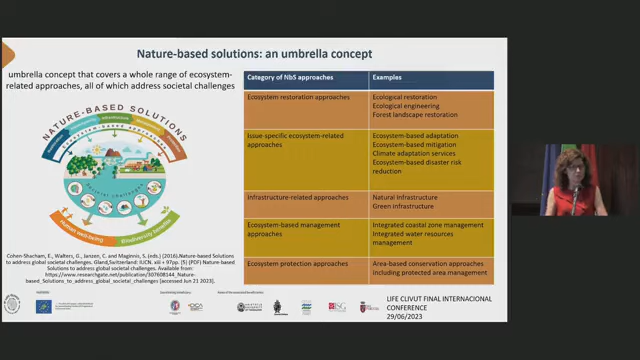 Nature-based solutions: an umbrella concept
umbrella concept that covers a whole range of ecosystem-
related approaches, all of which address societal challenges
NATURE-BASED SOLUTIONS
Ecosystem-based approaches
Societal challenges
Human well-being
Biodiversity benefits
Cohen-Shacham, E., Walters, G., Janzen, C. and Maginnis, S. (eds.)
(2016).Nature-based Solutions
to address global societal challenges. Gland,Switzerland: IUCN. xiii + 97pp. [5] (PDF) Nature-based
Solutions to address global societal challenges. Available from:
https://www.researchgate.net/publication/307608144_Nature-
based_Solutions_to_address_global_societal_challenges [accessed Jun 21 2023].
Category of NbS approaches
Examples
Ecosystem restoration approaches
Ecological restoration
Ecological engineering
Forest landscape restoration
Issue-specific ecosystem-related
approaches
Ecosystem-based adaptation
Ecosystem-based mitigation
Climate adaptation services
Ecosystem-based disaster risk
reduction
Infrastructure-related approaches
Natural Infrastructure
Green infrastructure
Ecosystem-based management
approaches
Integrated coastal zone management
Integrated water resources
management
Ecosystem protection approaches
Area-based conservation approaches
Including protected area management
LIFE CLIVUT FINAL INTERNACIONAL
CONFERENCE
29/06/2023